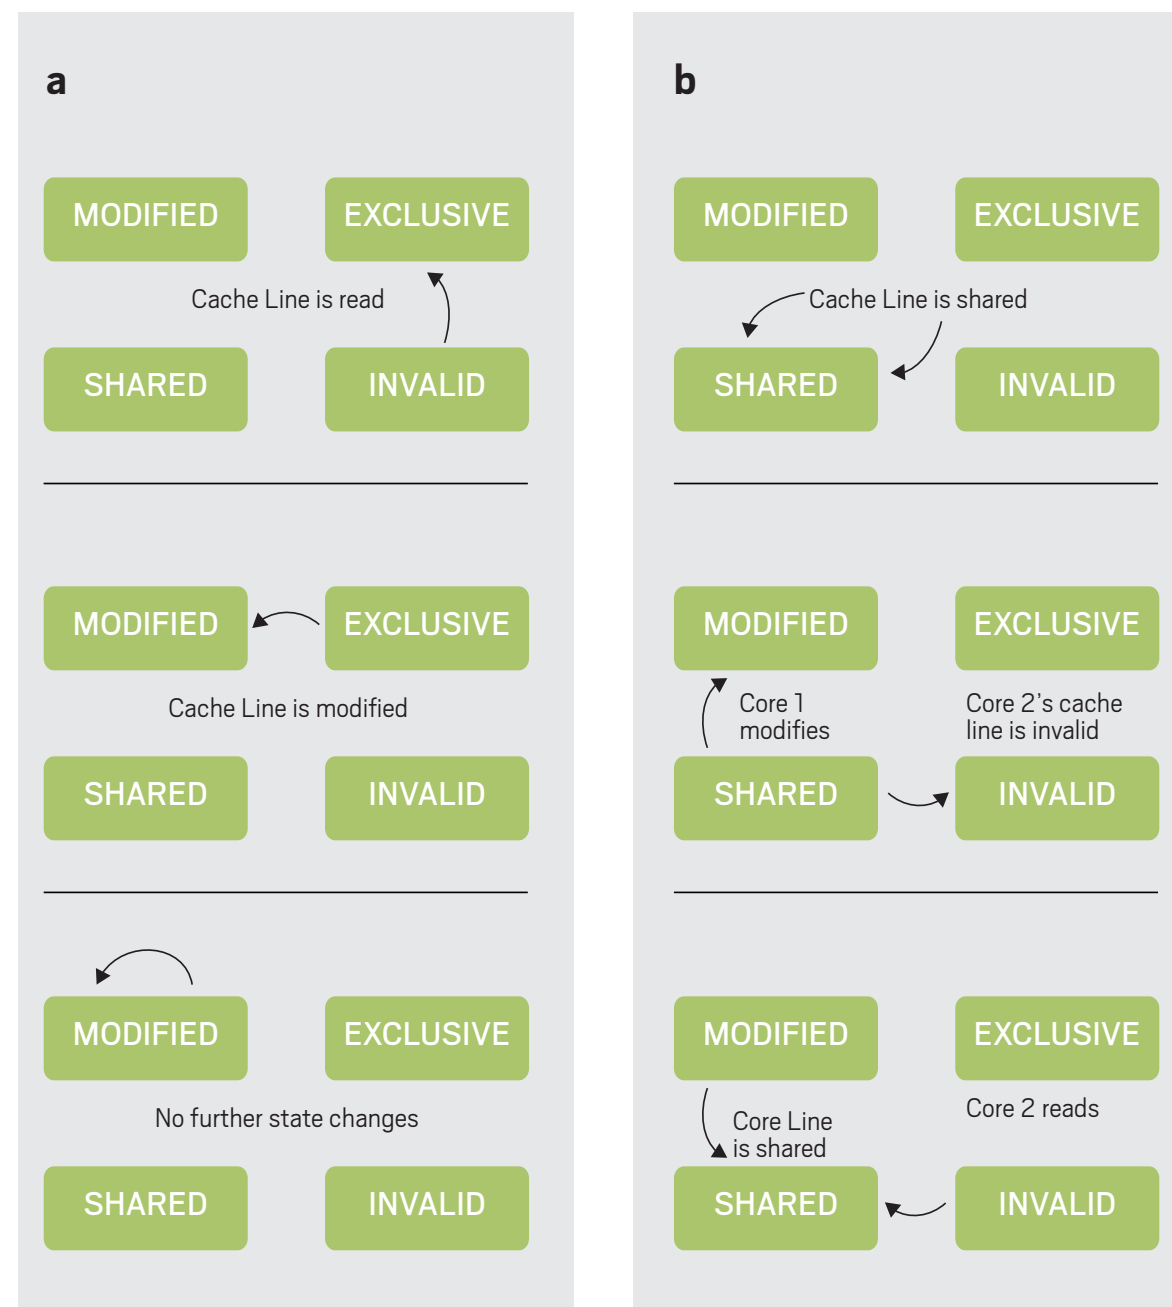 a
MODIFIED
EXCLUSIVE
Cache Line is read
SHARED
INVALID
MODIFIED
EXCLUSIVE
Cache Line is modified
SHARED
INVALID
MODIFIED
EXCLUSIVE
No further state changes
SHARED
INVALID
b
MODIFIED
EXCLUSIVE
Cache Line is shared
SHARED
INVALID
MODIFIED
EXCLUSIVE
Core 1
modifies
Core 2’s cache
line is invalid
SHARED
INVALID
MODIFIED
EXCLUSIVE
Core Line
is shared
Core 2 reads
SHARED
INVALID